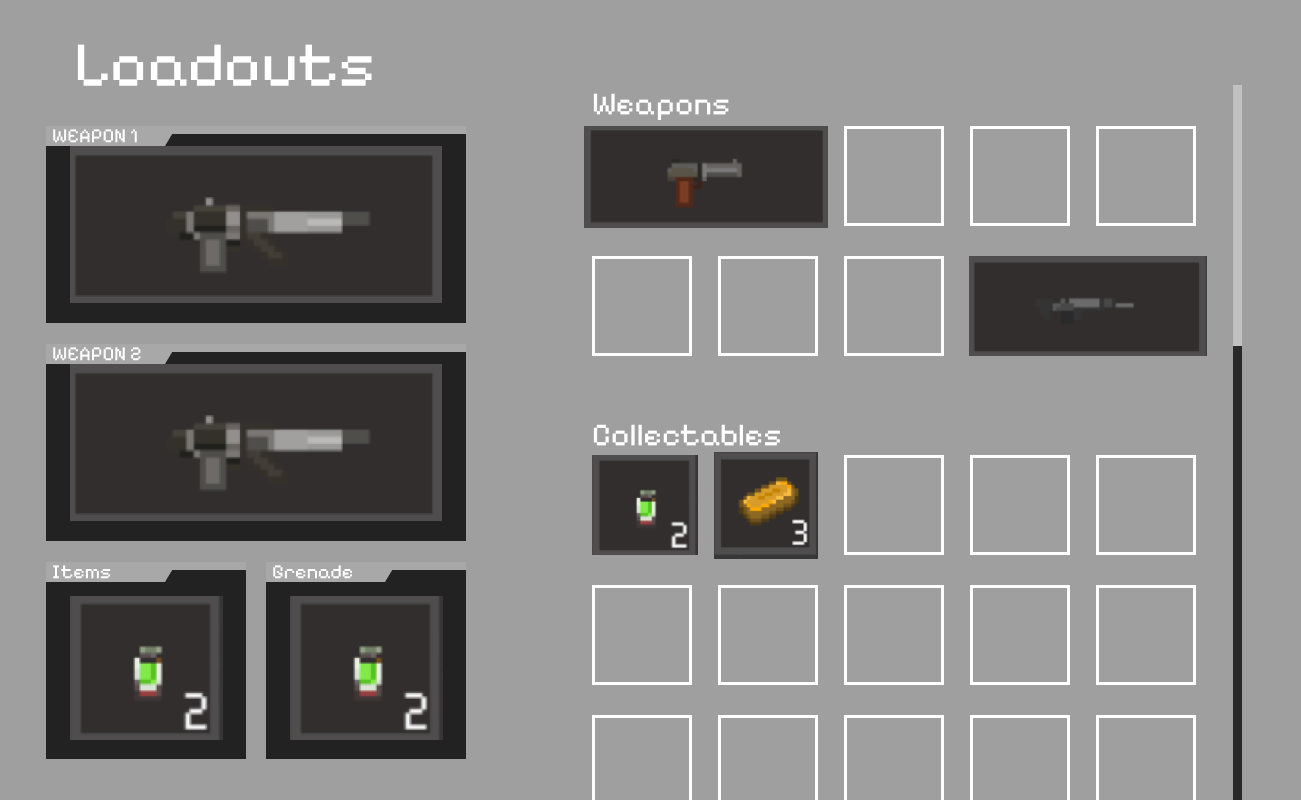 Loadouts
WEAPON 1
WEAPON 2
Items
2
Grenade
2
Weapons
Collectables
2
3